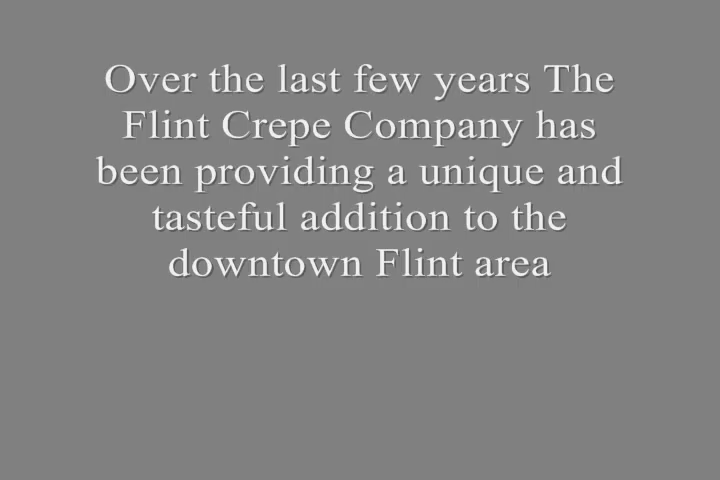 Over the last few years The
Flint Crepe Company has
been providing a unique and
tasteful addition to the
downtown Flint area